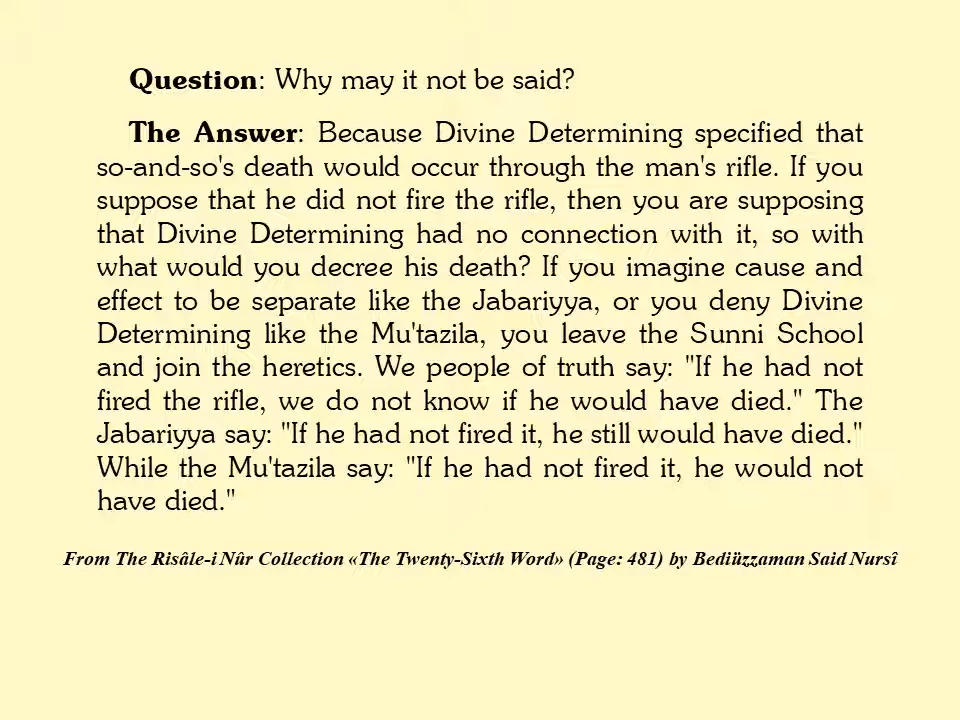 Question: Why may it not be said?
The Answer: Because Divine Determining specified that
so-and-so's death would occur through the man's rifle. If you
suppose that he did not fire the rifle, then you are supposing
that Divine Determining had no connection with it, so with
what would you decree his death? If you imagine cause and
effect to be separate like the Jabariyya, or you deny Divine
Determining like the Mu'tazila, you leave the Sunni School
and join the heretics. We people of truth say: "If he had not
fired the rifle, we do not know if he would have died." The
Jabariyya say: "If he had not fired it, he still would have died."
While the Mu'tazila say: "If he had not fired it, he would not
have died."
From The Risâle-i Nûr Collection «The Twenty-Sixth Word» (Page: 481) by Bediüzzaman Said Nursî